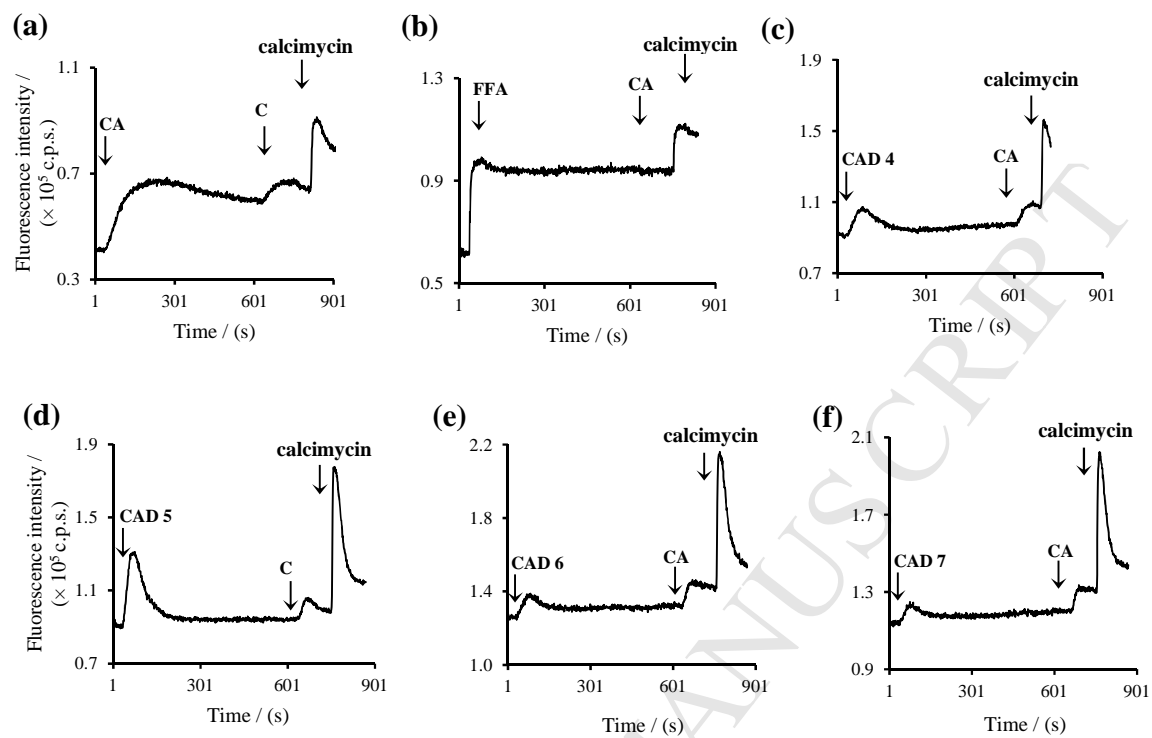 (a)
calcimycin
CA
C
Fluorescence intensity /
(× 10⁵ c.p.s.)
1.1
0.7
0.3
1 301 601 901
Time / (s)
(b)
calcimycin
FFA
CA
1.3
0.9
0.5
1 301 601 901
Time / (s)
(c)
calcimycin
CAD 4
CA
1.9
1.5
1.1
0.7
1 301 601 901
Time / (s)
(d)
calcimycin
CAD 5
C
Fluorescence intensity /
(× 10⁵ c.p.s.)
1.9
1.5
1.1
0.7
1 301 601 901
Time / (s)
(e)
calcimycin
CAD 6
CA
2.2
1.8
1.4
1.0
1 301 601 901
Time / (s)
(f)
calcimycin
CAD 7
CA
2.1
1.7
1.3
0.9
1 301 601 901
Time / (s)
ANUSCRIPT